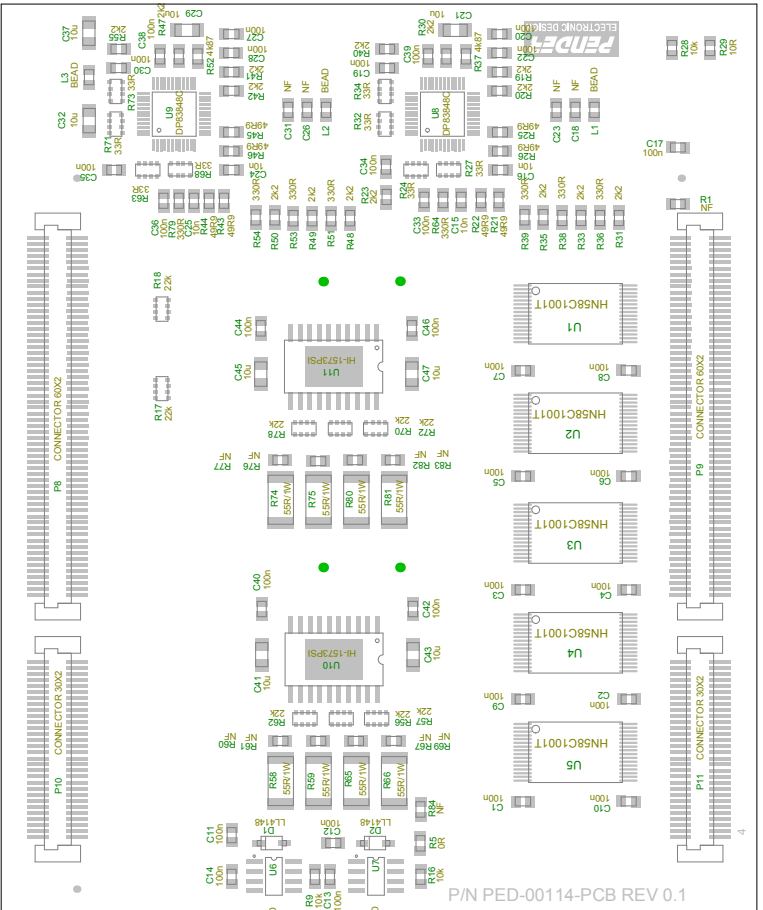 C37
10u
R55
2k2
C38
100n
R47
2k2
C29
10u
C27
100n
C28
100n
R41
2k2
R42
2k2
R52
4k87
C30
100n
L3
BEAD
R73
33R
C32
10u
R71
33R
U9
DP83848C
R45
49R9
R46
49R9
C24
10n
C35
100n
R68
33R
R63
33R
C31
NF
C26
NF
L2
BEAD
R30
2k2
C21
10u
ELECTRONIC DESIGN
C20
100n
C22
100n
R19
2k2
R20
2k2
R37
4k87
R40
2k2
C39
100n
C19
100n
R34
33R
R32
33R
U8
DP83848C
R25
49R9
R26
49R9
C16
10n
C34
100n
R23
2k2
R24
33R
R27
33R
C23
NF
C18
NF
L1
BEAD
R28
10k
R29
10R
C17
100n
R1
NF
C36
100n
R79
330R
C25
10n
R44
49R9
R43
49R9
R54
330R
R50
2k2
R53
330R
R49
2k2
R51
330R
R48
2k2
C33
100n
R64
330R
C15
10n
R22
49R9
R21
49R9
R39
330R
R35
2k2
R38
330R
R33
2k2
R36
330R
R31
2k2
R18
22k
R17
22k
C44
100n
C46
100n
C45
10u
C47
10u
HI-1573PSI
U11
R78
22k
R70
22k
R72
22k
R77
NF
R76
NF
R82
NF
R83
NF
R74
55R/1W
R75
55R/1W
R80
55R/1W
R81
55R/1W
P8
CONNECTOR 60X2
P9
CONNECTOR 60X2
HN58C1001T
U1
C7
100n
C8
100n
HN58C1001T
U2
C5
100n
C6
100n
HN58C1001T
U3
C3
100n
C4
100n
HN58C1001T
U4
C9
100n
C2
100n
HN58C1001T
U5
C1
100n
C10
100n
C40
100n
C42
100n
C41
10u
C43
10u
HI-1573PSI
U10
R62
22k
R56
22k
R57
22k
R60
NF
R61
NF
R67
NF
R69
NF
R58
55R/1W
R59
55R/1W
R65
55R/1W
R66
55R/1W
P10
CONNECTOR 30X2
P11
CONNECTOR 30X2
R84
NF
R5
0R
R16
10k
C11
100n
D1
LL4148
C12
100n
D2
LL4148
C14
100n
U6
R9
10k
C13
100n
4
P/N PED-00114-PCB REV 0.1